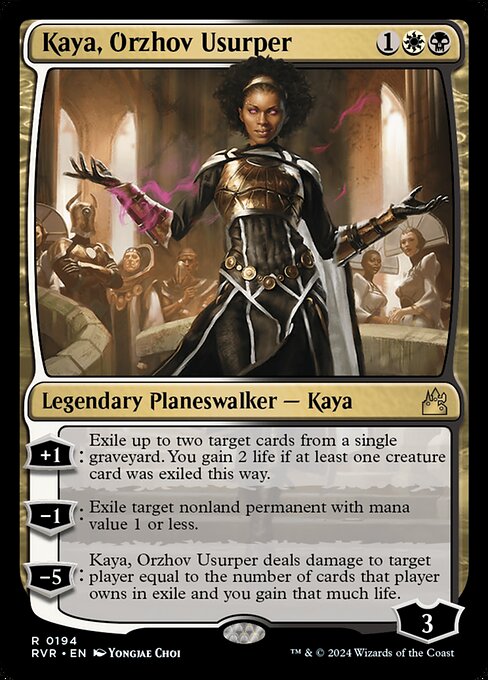 Kaya, Orzhov Usurper 1
Legendary Planeswalker — Kaya
+1: Exile up to two target cards from a single
graveyard. You gain 2 life if at least one creature
card was exiled this way.
−1: Exile target nonland permanent with mana
value 1 or less.
−5: Kaya, Orzhov Usurper deals damage to target
player equal to the number of cards that player
owns in exile and you gain that much life.
3
R 0194
RVR • EN Yongjae Choi ™ & © 2024 Wizards of the Coast